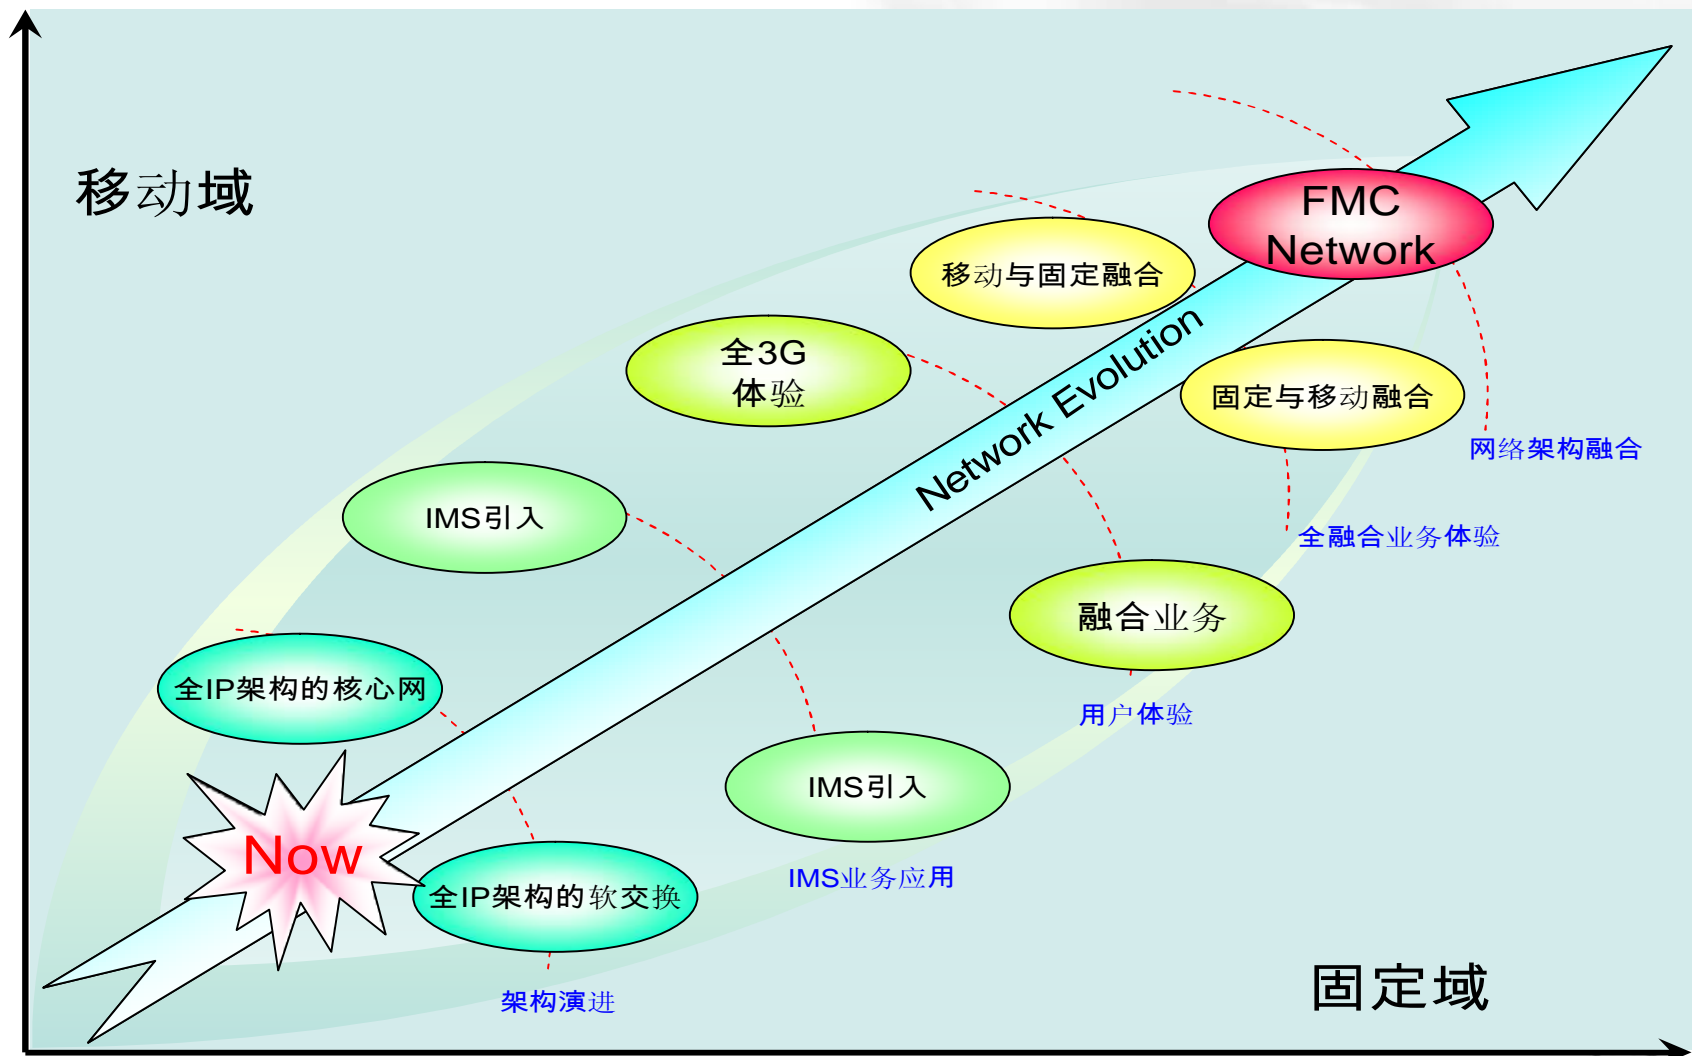 移动域
FMC
Network
移动与固定融合
全3G
体验
Network Evolution
固定与移动融合
网络架构融合
IMS引入
全融合业务体验
融合业务
全IP架构的核心网
用户体验
IMS引入
Now
IMS业务应用
全IP架构的软交换
固定域
架构演进